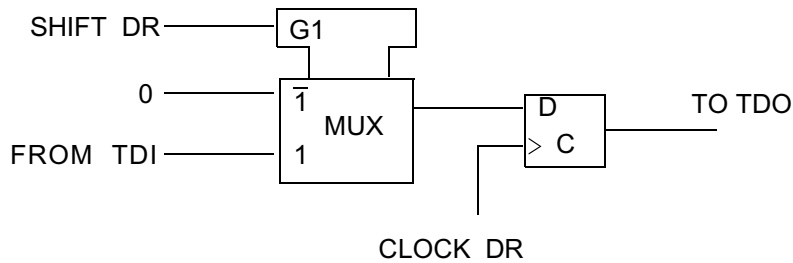 SHIFT DR
G1
0
1
MUX
FROM TDI
1
D
C
TO TDO
CLOCK DR